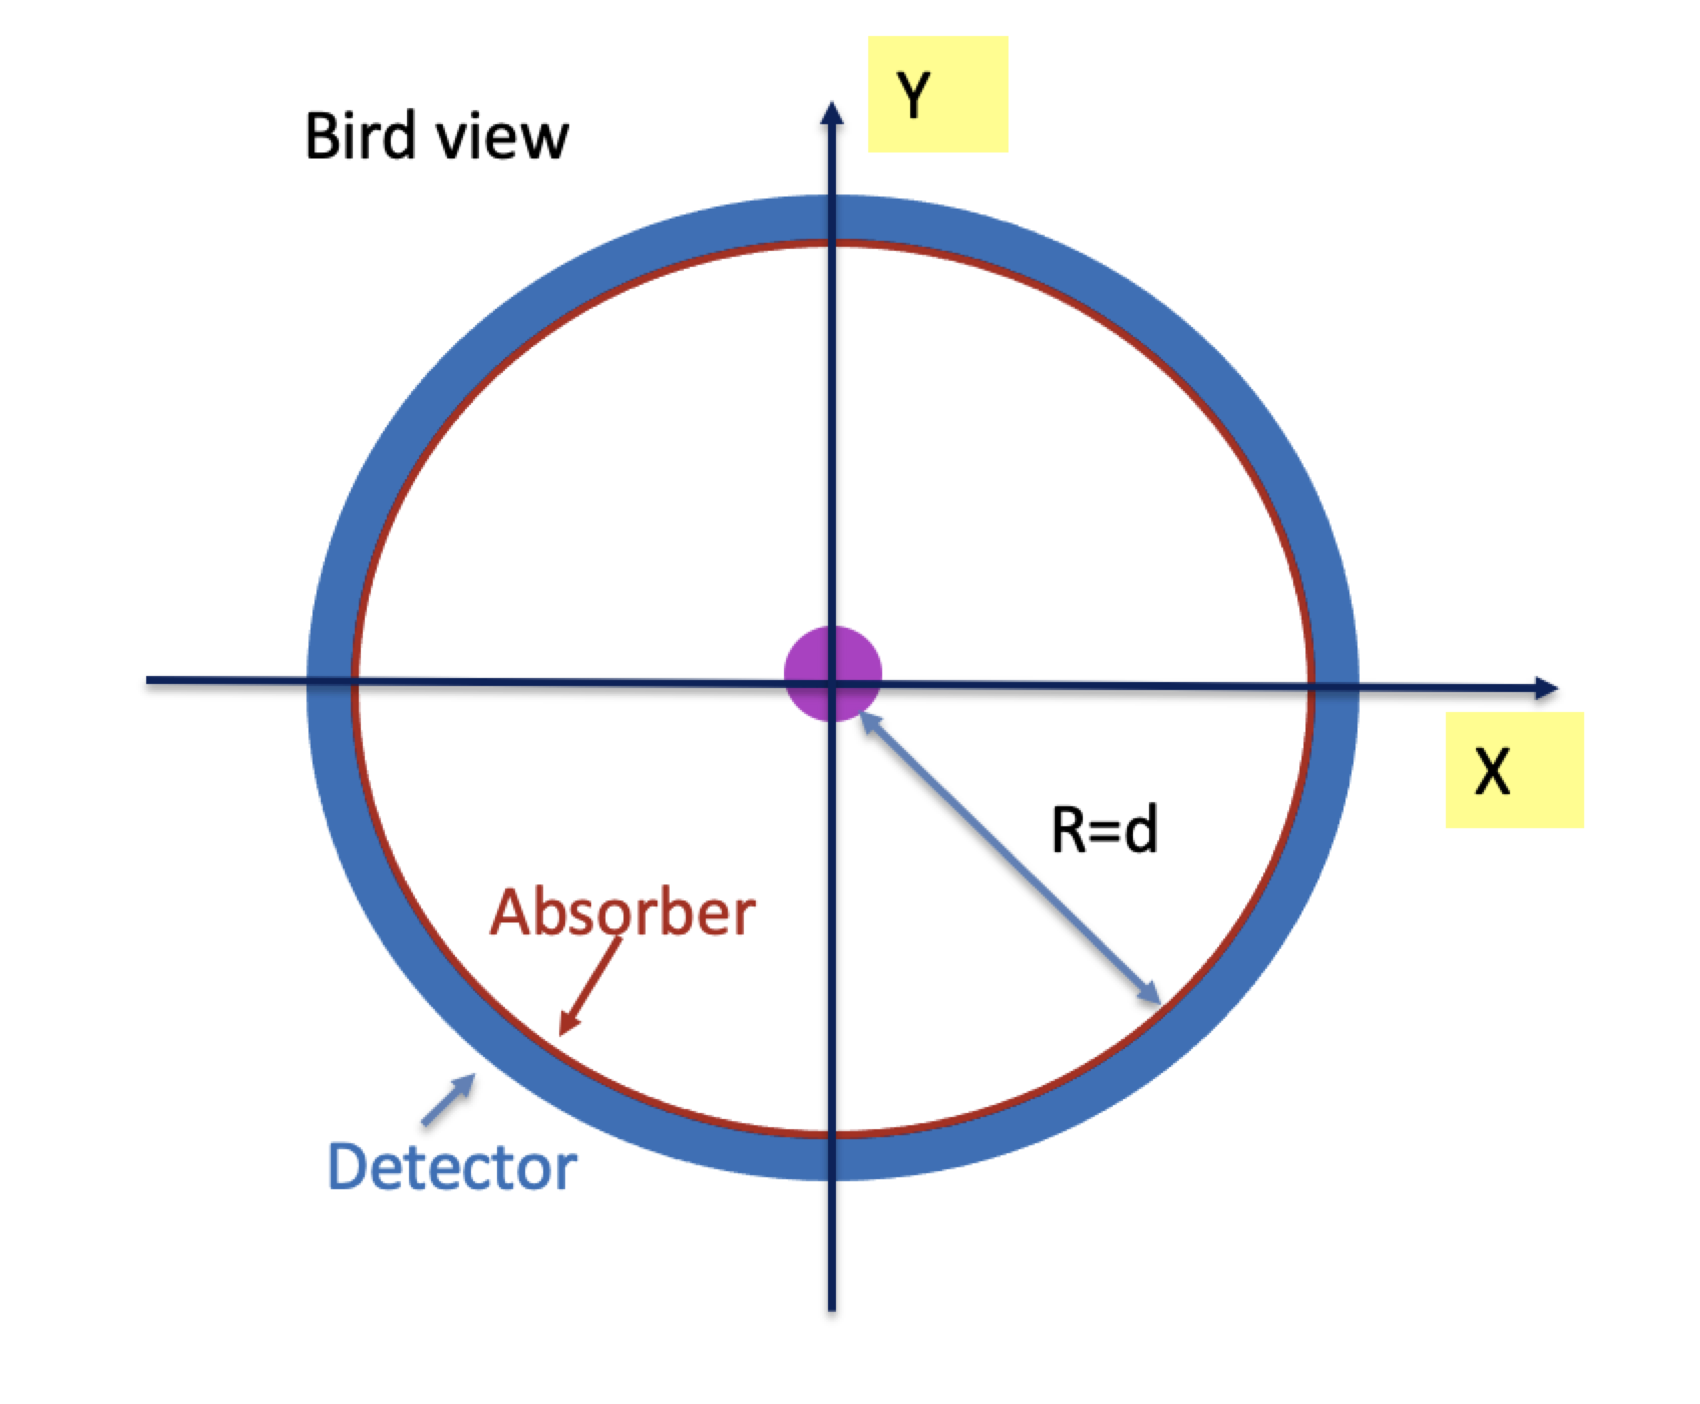 Y
Bird view
X
R=d
Absorber
Detector